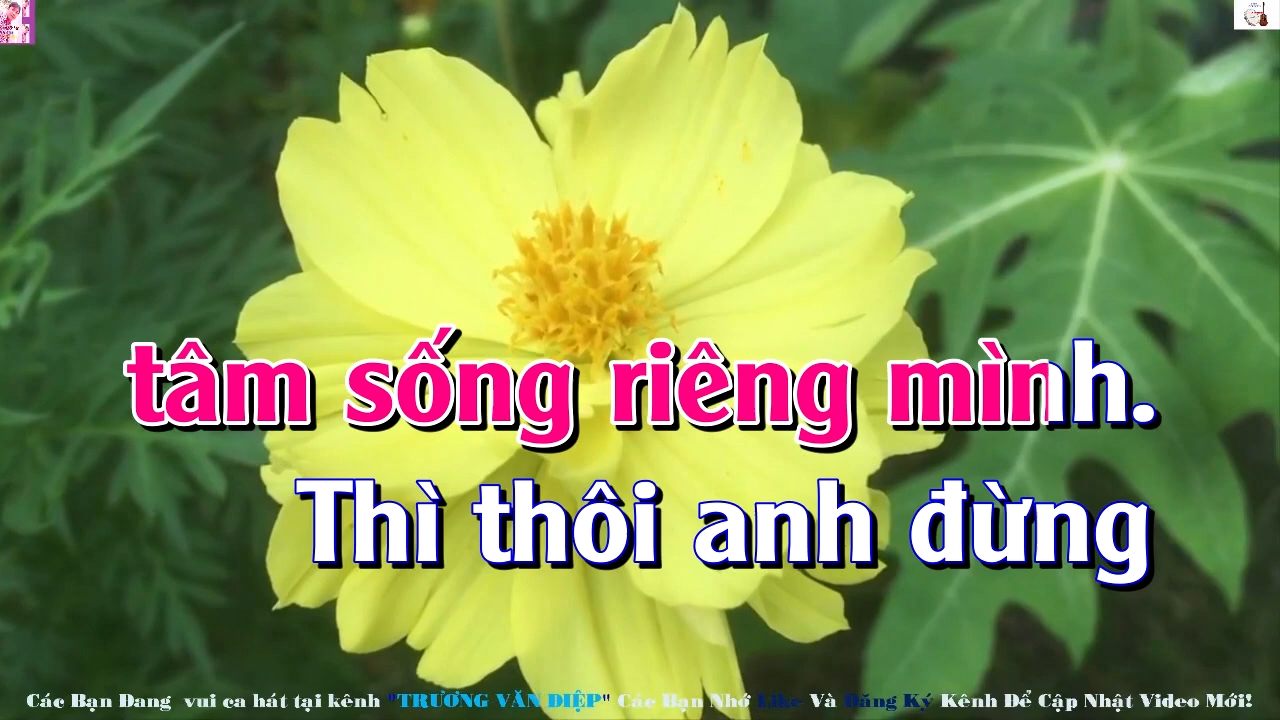 tâm sống riêng mình.
Thì thôi anh đừng
Các Bạn Đang vui ca hát tại kênh "TRƯƠNG VĂN DIỆP" Các Bạn Nhớ Like Và Đăng Ký Kênh Để Cập Nhật Video Mới!